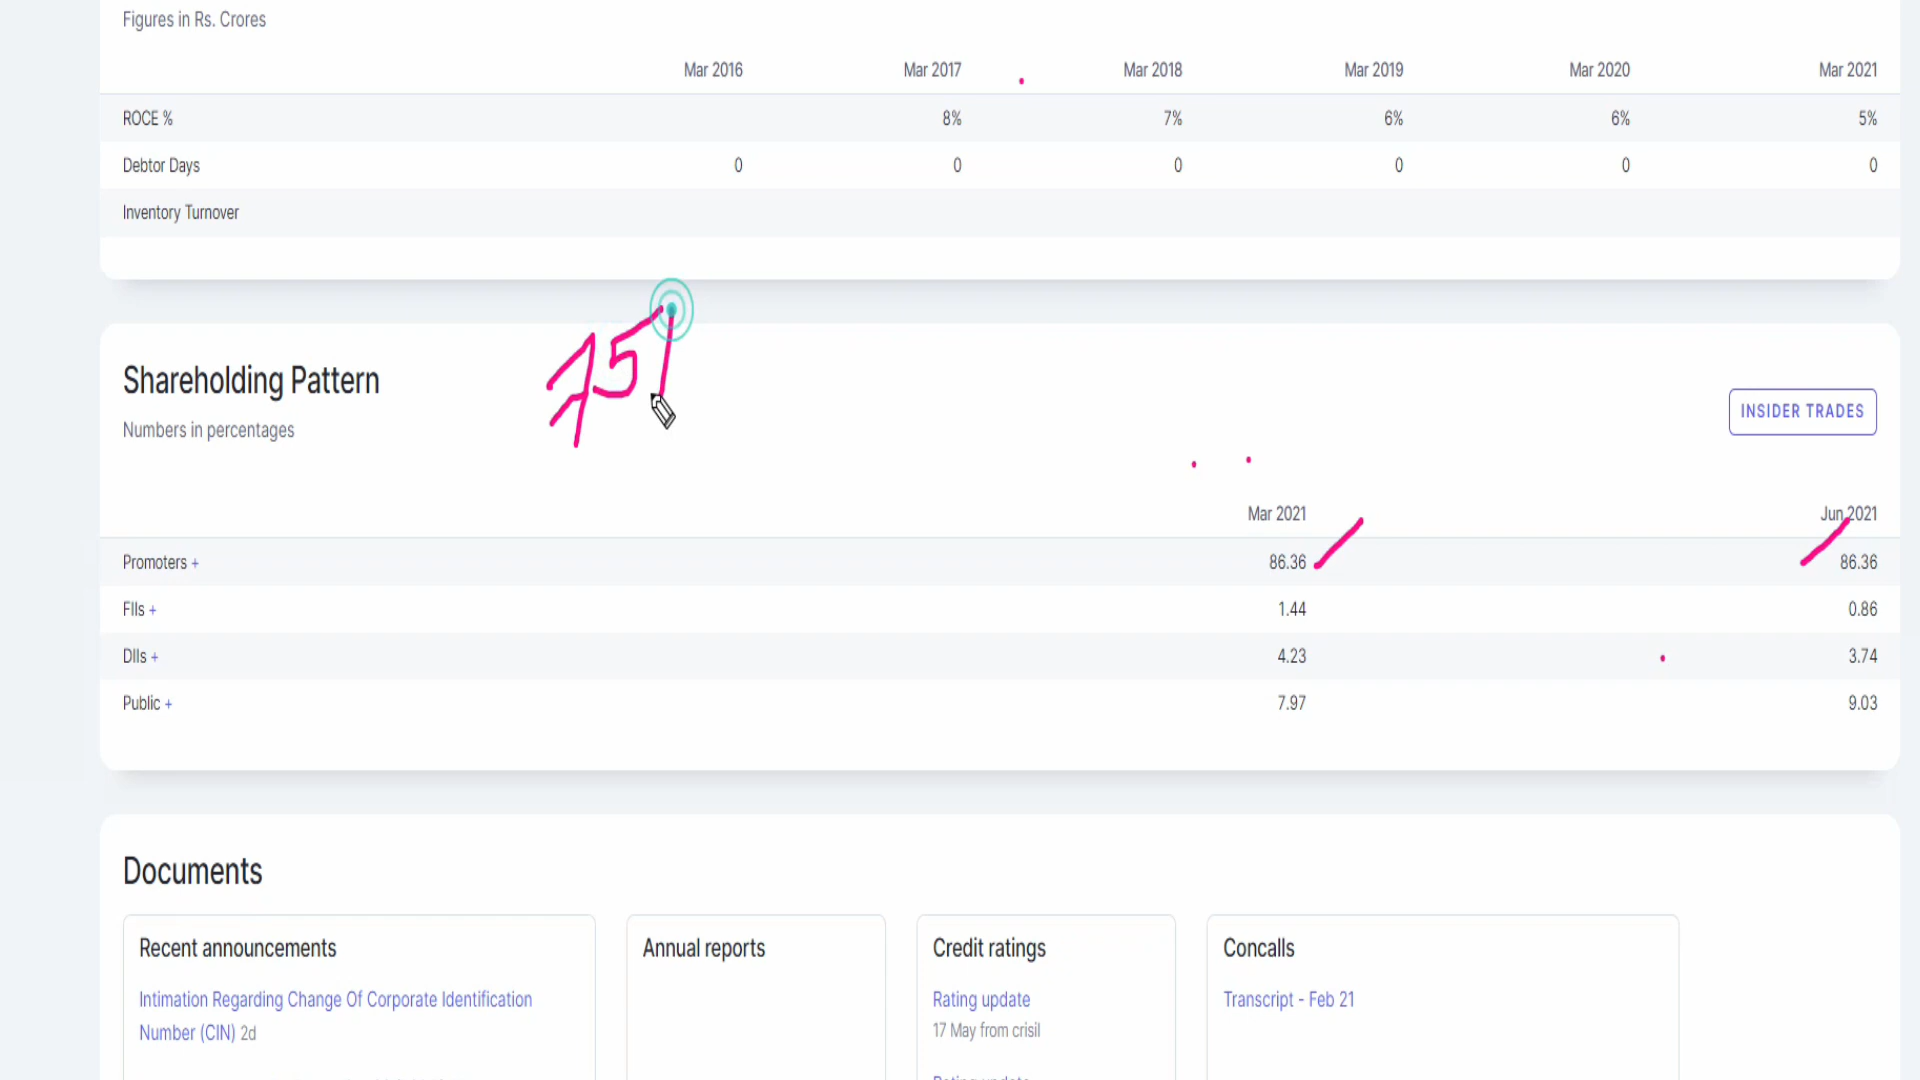 Figures in Rs. Crores
Mar 2016 Mar 2017 Mar 2018 Mar 2019 Mar 2020 Mar 2021
ROCE % 8% 7% 6% 6% 5%
Debtor Days 0 0 0 0 0 0
Inventory Turnover
75
Shareholding Pattern
INSIDER TRADES
Numbers in percentages
Mar 2021 Jun 2021
Promoters + 86.36 86.36
FIIs + 1.44 0.86
DIIs + 4.23 3.74
Public + 7.97 9.03
Documents
Recent announcements Annual reports Credit ratings Concalls
Intimation Regarding Change Of Corporate Identification Rating update Transcript - Feb 21
Number (CIN) 2d 17 May from crisil
Rating update